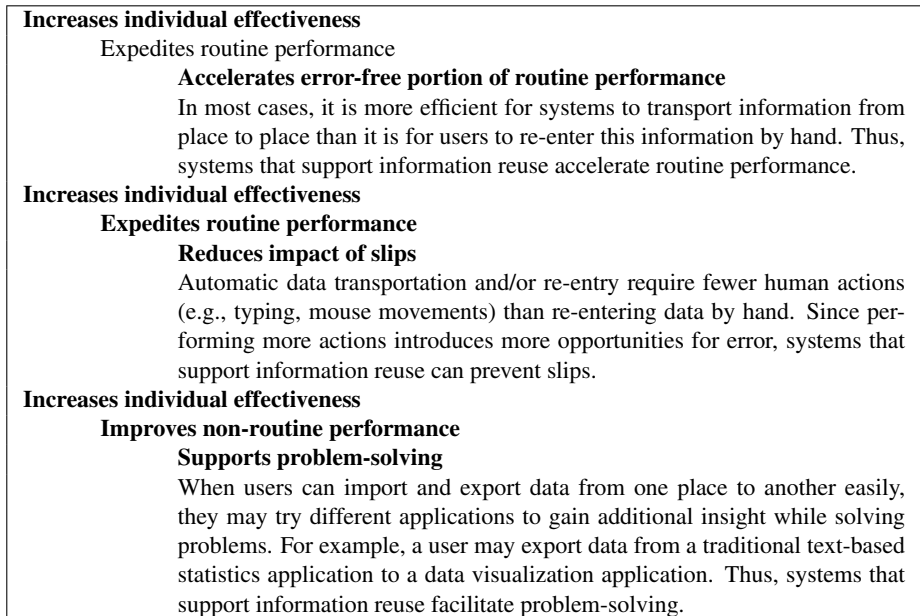 Increases individual effectiveness
Expedites routine performance
Accelerates error-free portion of routine performance
In most cases, it is more efficient for systems to transport information from
place to place than it is for users to re-enter this information by hand. Thus,
systems that support information reuse accelerate routine performance.
Increases individual effectiveness
Expedites routine performance
Reduces impact of slips
Automatic data transportation and/or re-entry require fewer human actions
(e.g., typing, mouse movements) than re-entering data by hand. Since per-
forming more actions introduces more opportunities for error, systems that
support information reuse can prevent slips.
Increases individual effectiveness
Improves non-routine performance
Supports problem-solving
When users can import and export data from one place to another easily,
they may try different applications to gain additional insight while solving
problems. For example, a user may export data from a traditional text-based
statistics application to a data visualization application. Thus, systems that
support information reuse facilitate problem-solving.